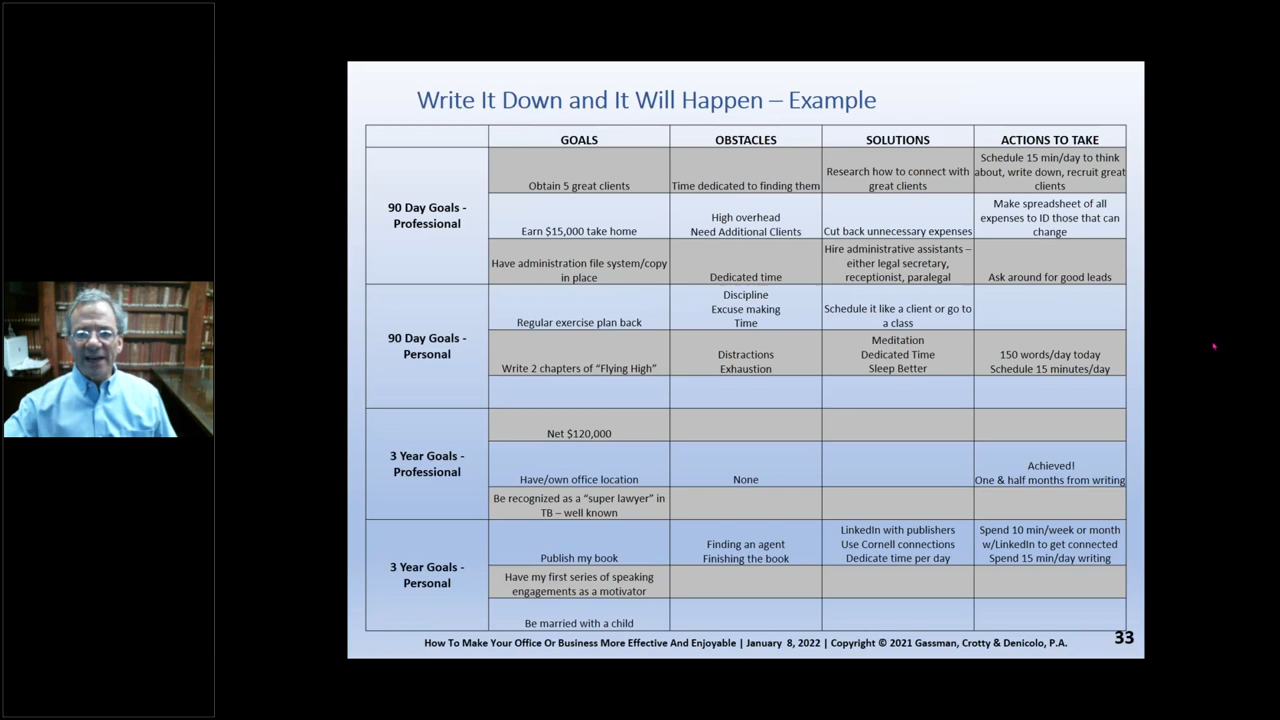 Write It Down and It Will Happen – Example
GOALS
OBSTACLES
SOLUTIONS
ACTIONS TO TAKE
90 Day Goals -
Professional
Obtain 5 great clients
Time dedicated to finding them
Research how to connect with
great clients
Schedule 15 min/day to think
about, write down, recruit great
clients
Earn $15,000 take home
High overhead
Need Additional Clients
Cut back unnecessary expenses
Make spreadsheet of all
expenses to ID those that can
change
Have administration file system/copy
in place
Dedicated time
Hire administrative assistants –
either legal secretary,
receptionist, paralegal
Ask around for good leads
90 Day Goals -
Personal
Regular exercise plan back
Discipline
Excuse making
Time
Schedule it like a client or go to
a class
Write 2 chapters of “Flying High”
Distractions
Exhaustion
Meditation
Dedicated Time
Sleep Better
150 words/day today
Schedule 15 minutes/day
3 Year Goals -
Professional
Net $120,000
Have/own office location
None
Achieved!
One & half months from writing
Be recognized as a “super lawyer” in
TB – well known
3 Year Goals -
Personal
Publish my book
Finding an agent
Finishing the book
LinkedIn with publishers
Use Cornell connections
Dedicate time per day
Spend 10 min/week or month
w/LinkedIn to get connected
Spend 15 min/day writing
Have my first series of speaking
engagements as a motivator
Be married with a child
How To Make Your Office Or Business More Effective And Enjoyable | January 8, 2022 | Copyright © 2021 Gassman, Crotty & Denicolo, P.A.
33